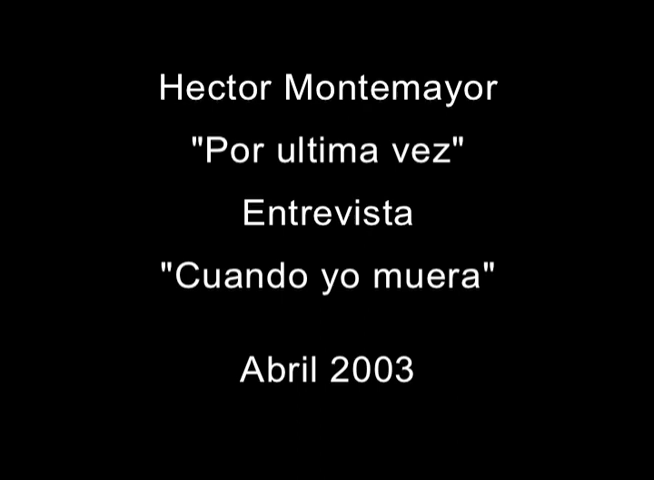 Hector Montemayor
"Por ultima vez"
Entrevista
"Cuando yo muera"
Abril 2003